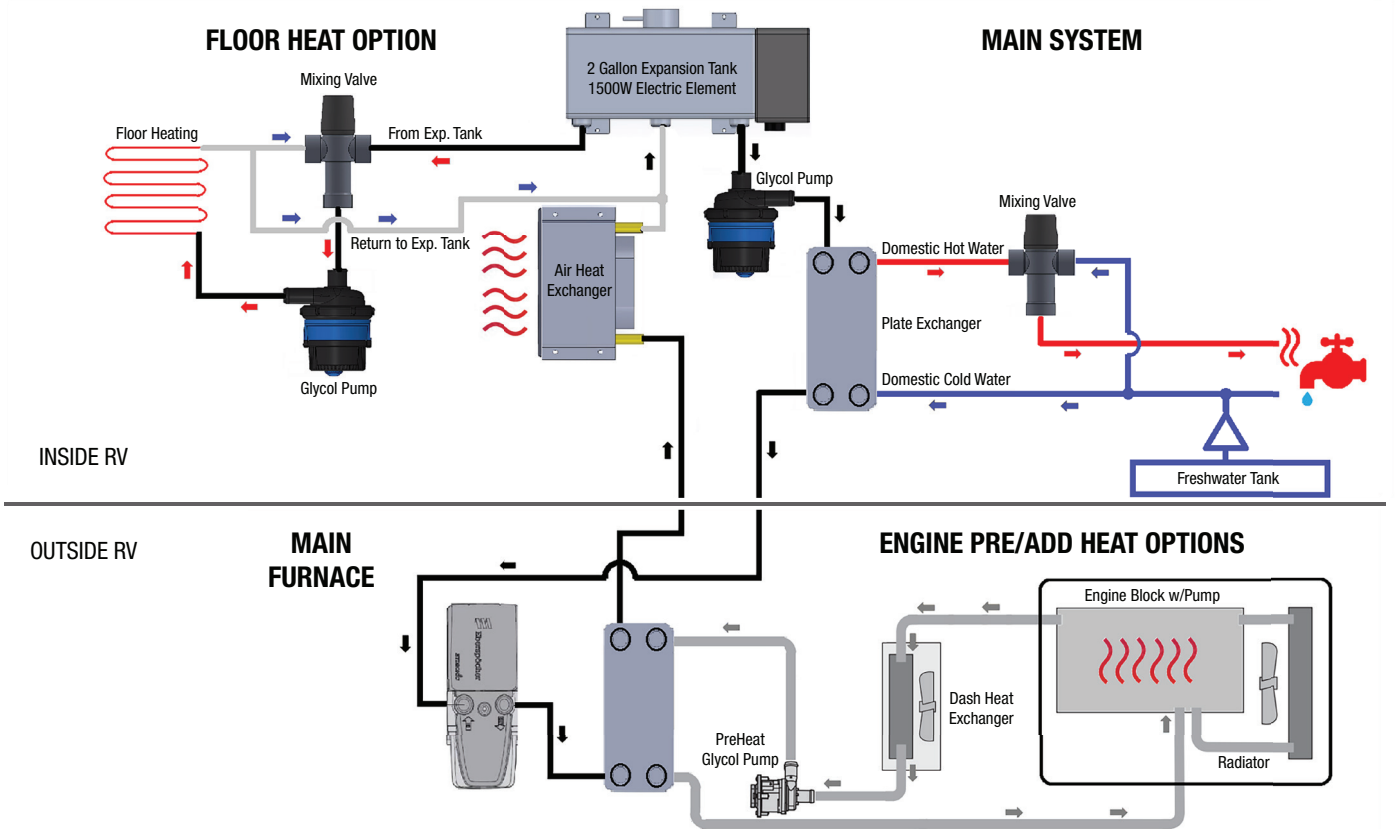 FLOOR HEAT OPTION
MAIN SYSTEM
2 Gallon Expansion Tank
1500W Electric Element
Mixing Valve
Floor Heating
From Exp. Tank
Glycol Pump
Mixing Valve
Return to Exp. Tank
Domestic Hot Water
Air Heat
Exchanger
Plate Exchanger
Glycol Pump
Domestic Cold Water
INSIDE RV
Freshwater Tank
OUTSIDE RV
MAIN
FURNACE
ENGINE PRE/ADD HEAT OPTIONS
Engine Block w/Pump
Dash Heat
Exchanger
PreHeat
Glycol Pump
Radiator